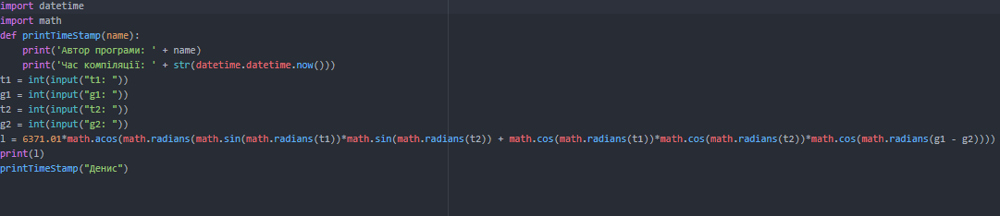 import datetime
import math
def printTimeStamp(name):
    print('Автор програми: ' + name)
    print('Час компіляції: ' + str(datetime.datetime.now()))
t1 = int(input("t1: "))
g1 = int(input("g1: "))
t2 = int(input("t2: "))
g2 = int(input("g2: "))
l = 6371.01*math.acos(math.radians(math.sin(math.radians(t1))*math.sin(math.radians(t2)) + math.cos(math.radians(t1))*math.cos(math.radians(t2))*math.cos(math.radians(g1 - g2))))
print(l)
printTimeStamp("Денис")